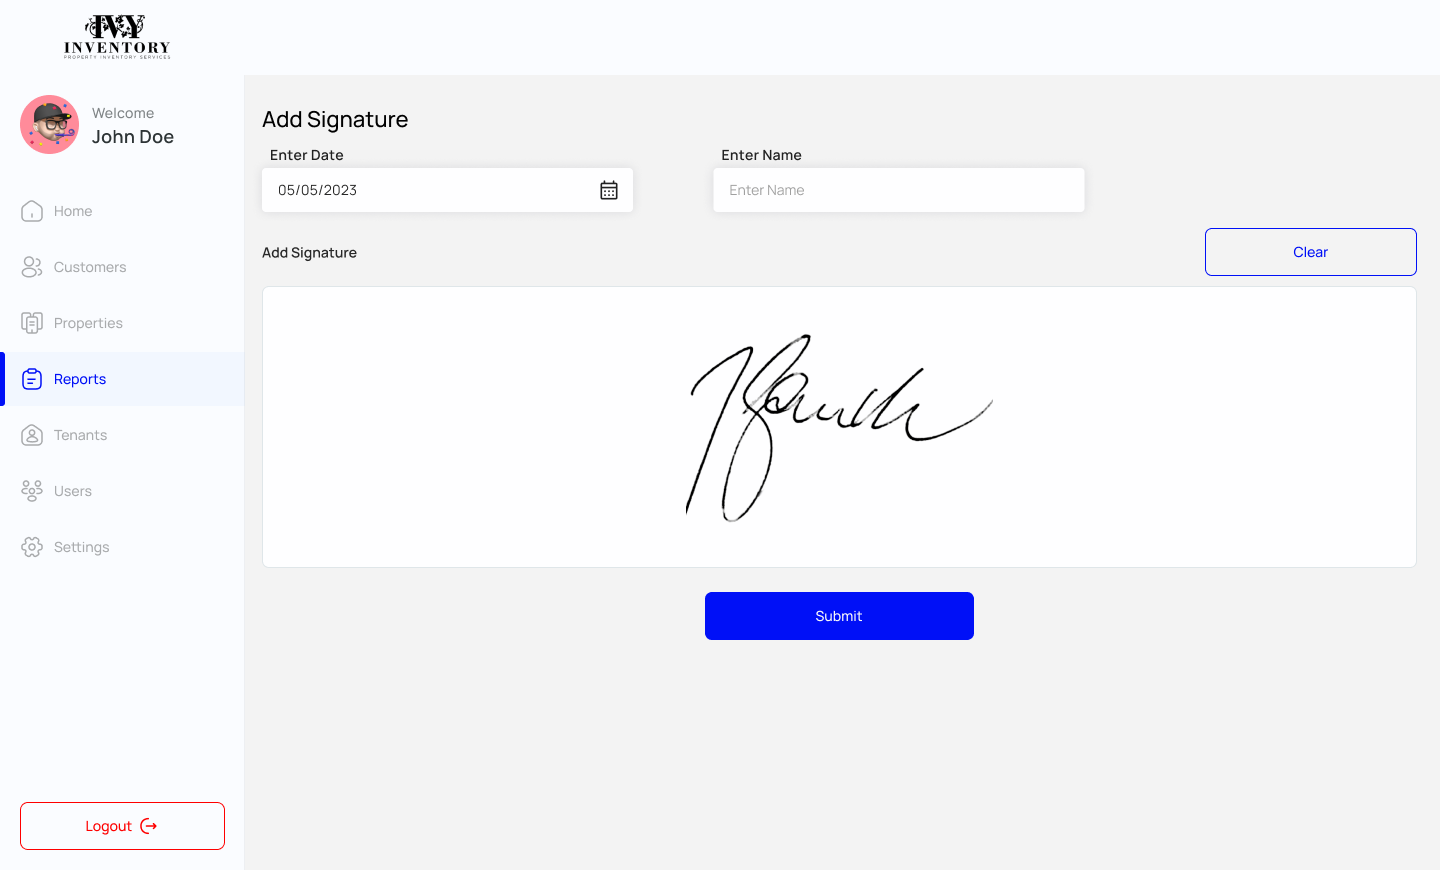 IVY
INVENTORY
PROPERTY INVENTORY SERVICES
Welcome
John Doe
Home
Customers
Properties
Reports
Tenants
Users
Settings
Logout
Add Signature
Enter Date
Enter Name
05/05/2023
Enter Name
Add Signature
Clear
Submit